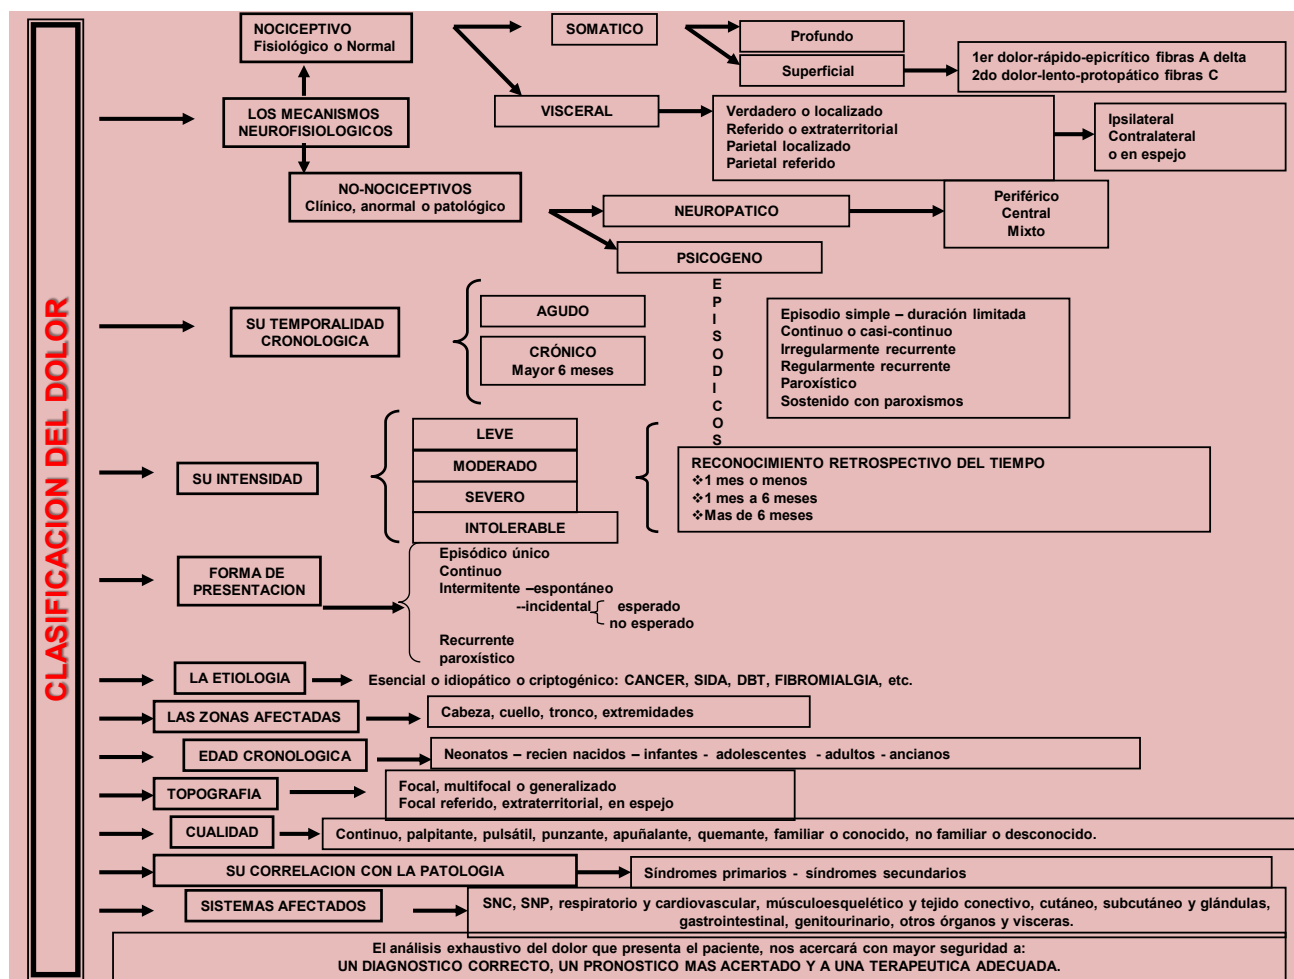 CLASIFICACION DEL DOLOR
NOCICEPTIVO
Fisiológico o Normal
SOMATICO
Profundo
Superficial
1er dolor-rápido-epicrítico fibras A delta
2do dolor-lento-protopático fibras C
LOS MECANISMOS
NEUROFISIOLOGICOS
VISCERAL
Verdadero o localizado
Referido o extraterritorial
Parietal localizado
Parietal referido
Ipsilateral
Contralateral
o en espejo
NO-NOCICEPTIVOS
Clínico, anormal o patológico
NEUROPATICO
Periférico
Central
Mixto
PSICOGENO
SU TEMPORALIDAD
CRONOLOGICA
AGUDO
CRÓNICO
Mayor 6 meses
E
P
I
S
O
D
I
C
O
S
Episodio simple – duración limitada
Continuo o casi-continuo
Irregularmente recurrente
Regularmente recurrente
Paroxístico
Sostenido con paroxismos
SU INTENSIDAD
LEVE
MODERADO
SEVERO
INTOLERABLE
RECONOCIMIENTO RETROSPECTIVO DEL TIEMPO
❖1 mes o menos
❖1 mes a 6 meses
❖Mas de 6 meses
FORMA DE
PRESENTACION
Episódico único
Continuo
Intermitente –espontáneo
--incidental esperado
no esperado
Recurrente
paroxístico
LA ETIOLOGIA
Esencial o idiopático o criptogénico: CANCER, SIDA, DBT, FIBROMIALGIA, etc.
LAS ZONAS AFECTADAS
Cabeza, cuello, tronco, extremidades
EDAD CRONOLOGICA
Neonatos – recien nacidos – infantes - adolescentes - adultos - ancianos
TOPOGRAFIA
Focal, multifocal o generalizado
Focal referido, extraterritorial, en espejo
CUALIDAD
Continuo, palpitante, pulsátil, punzante, apuñalante, quemante, familiar o conocido, no familiar o desconocido.
SU CORRELACION CON LA PATOLOGIA
Síndromes primarios - síndromes secundarios
SISTEMAS AFECTADOS
SNC, SNP, respiratorio y cardiovascular, músculoesquelético y tejido conectivo, cutáneo, subcutáneo y glándulas,
gastrointestinal, genitourinario, otros órganos y visceras.
El análisis exhaustivo del dolor que presenta el paciente, nos acercará con mayor seguridad a:
UN DIAGNOSTICO CORRECTO, UN PRONOSTICO MAS ACERTADO Y A UNA TERAPEUTICA ADECUADA.